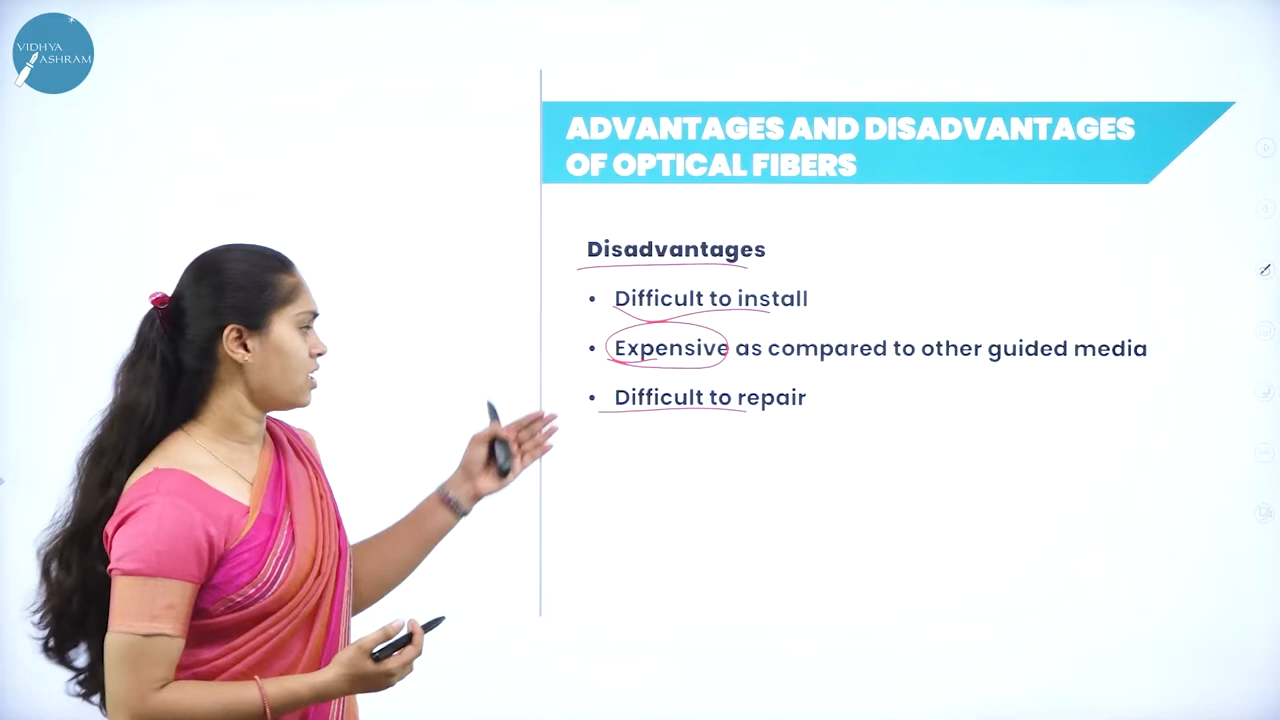 VIDHYA
ASHRAM
ADVANTAGES AND DISADVANTAGES
OF OPTICAL FIBERS
Disadvantages
• Difficult to install
• Expensive as compared to other guided media
• Difficult to repair